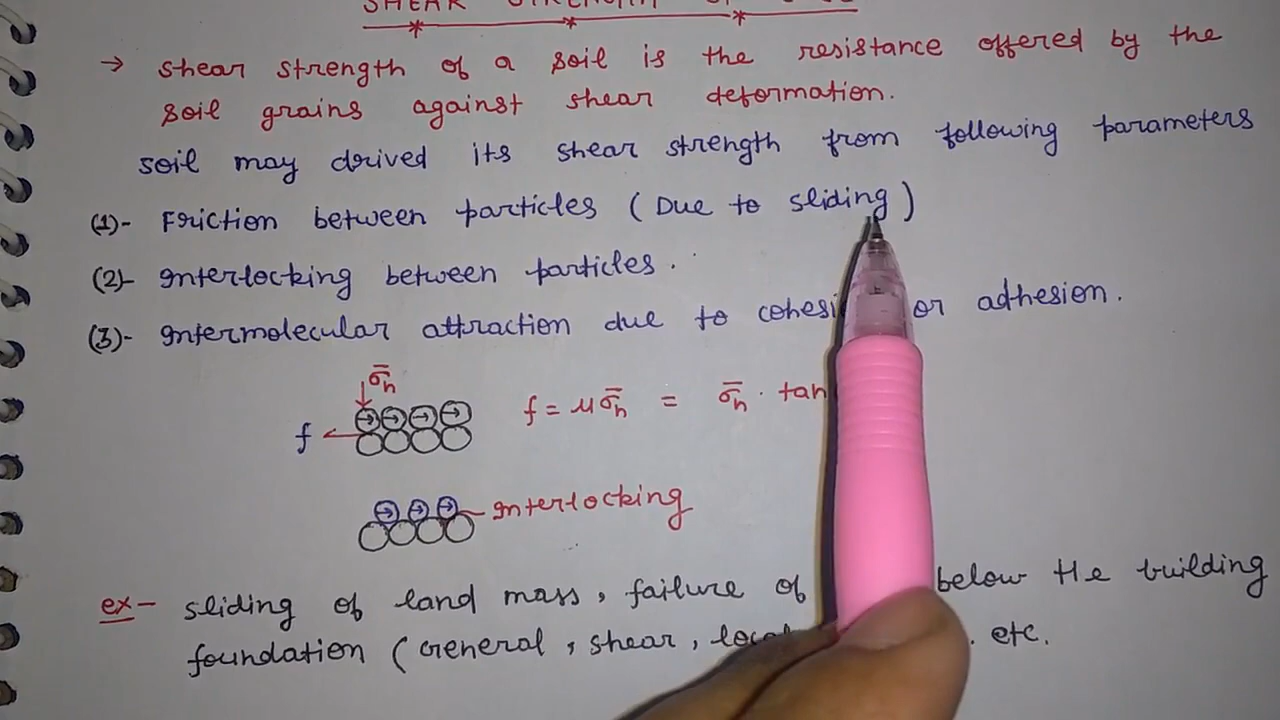 SHEAR STRENGTH OF
→ shear strength of a soil is the resistance offered by the
soil grains against shear deformation.
soil may drived its shear strength from following parameters
(1)- Friction between particles (Due to sliding)
(2)- Interlocking between particles.
(3)- Intermolecular attraction due to or adhesion.
σ̅n
f = μσ̅n = σ̅n . tan
f
Interlocking
ex- sliding of land mass, failure of below the building
foundation (General, shear, etc.